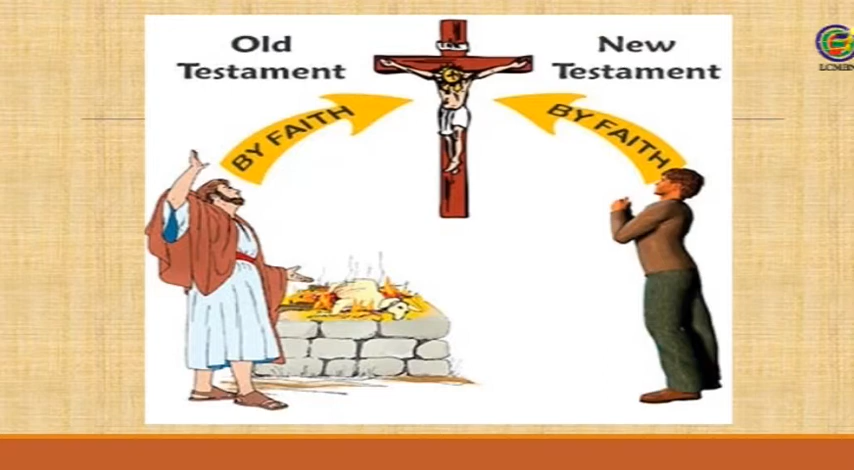 Old
Testament
New
Testament
BY FAITH
BY FAITH